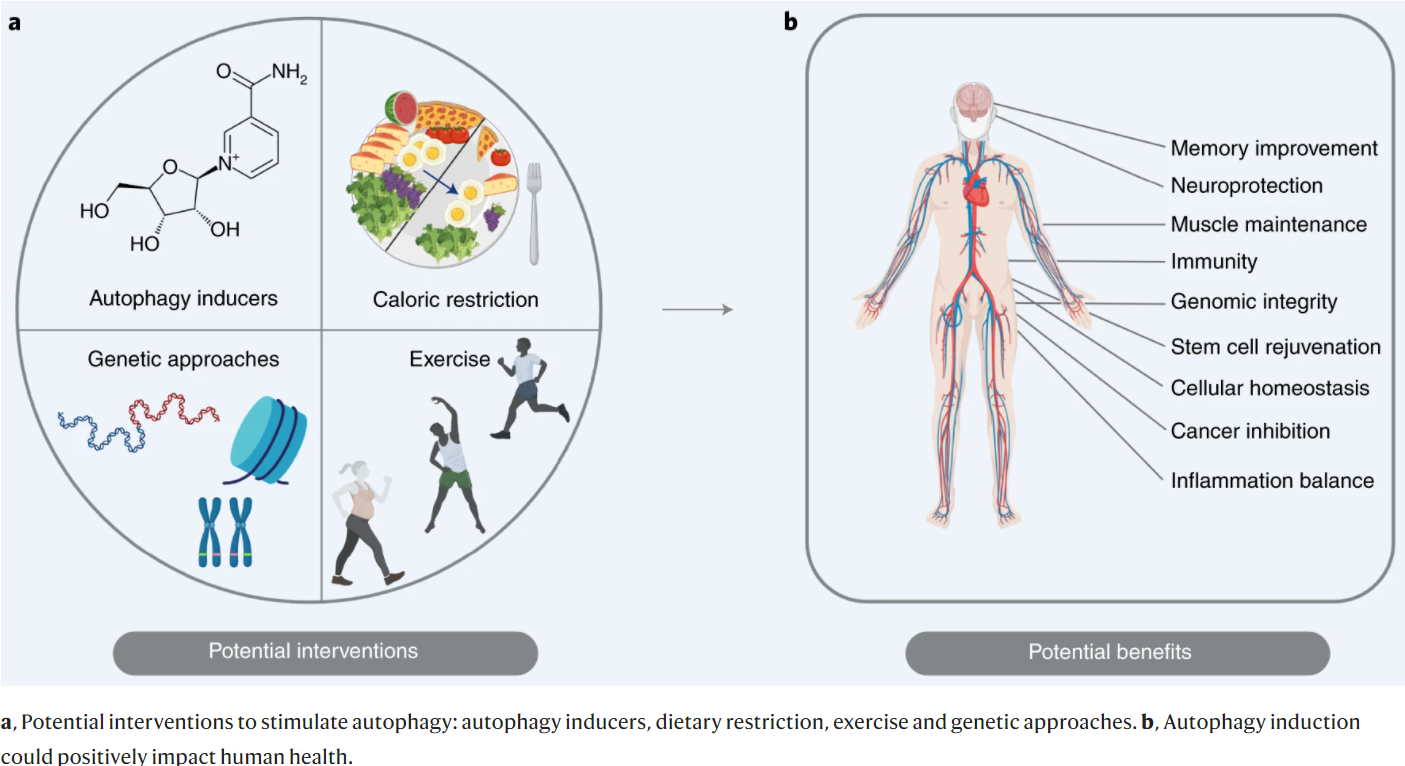 a
b
O
NH2
N+
O
HO
HO
OH
Autophagy inducers
Caloric restriction
Genetic approaches
Exercise
Potential interventions
Memory improvement
Neuroprotection
Muscle maintenance
Immunity
Genomic integrity
Stem cell rejuvenation
Cellular homeostasis
Cancer inhibition
Inflammation balance
Potential benefits
a, Potential interventions to stimulate autophagy: autophagy inducers, dietary restriction, exercise and genetic approaches. b, Autophagy induction
could positively impact human health.